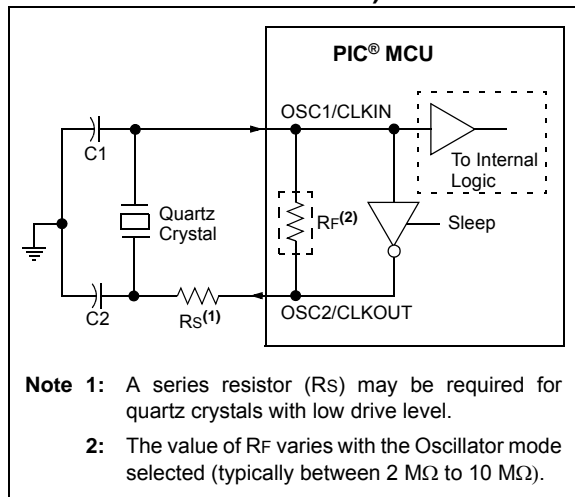 PIC® MCU
OSC1/CLKIN
C1
To Internal
Logic
Quartz
Crystal
RF(2)
Sleep
C2
RS(1)
OSC2/CLKOUT
Note 1: A series resistor (RS) may be required for
quartz crystals with low drive level.
2: The value of RF varies with the Oscillator mode
selected (typically between 2 MΩ to 10 MΩ).